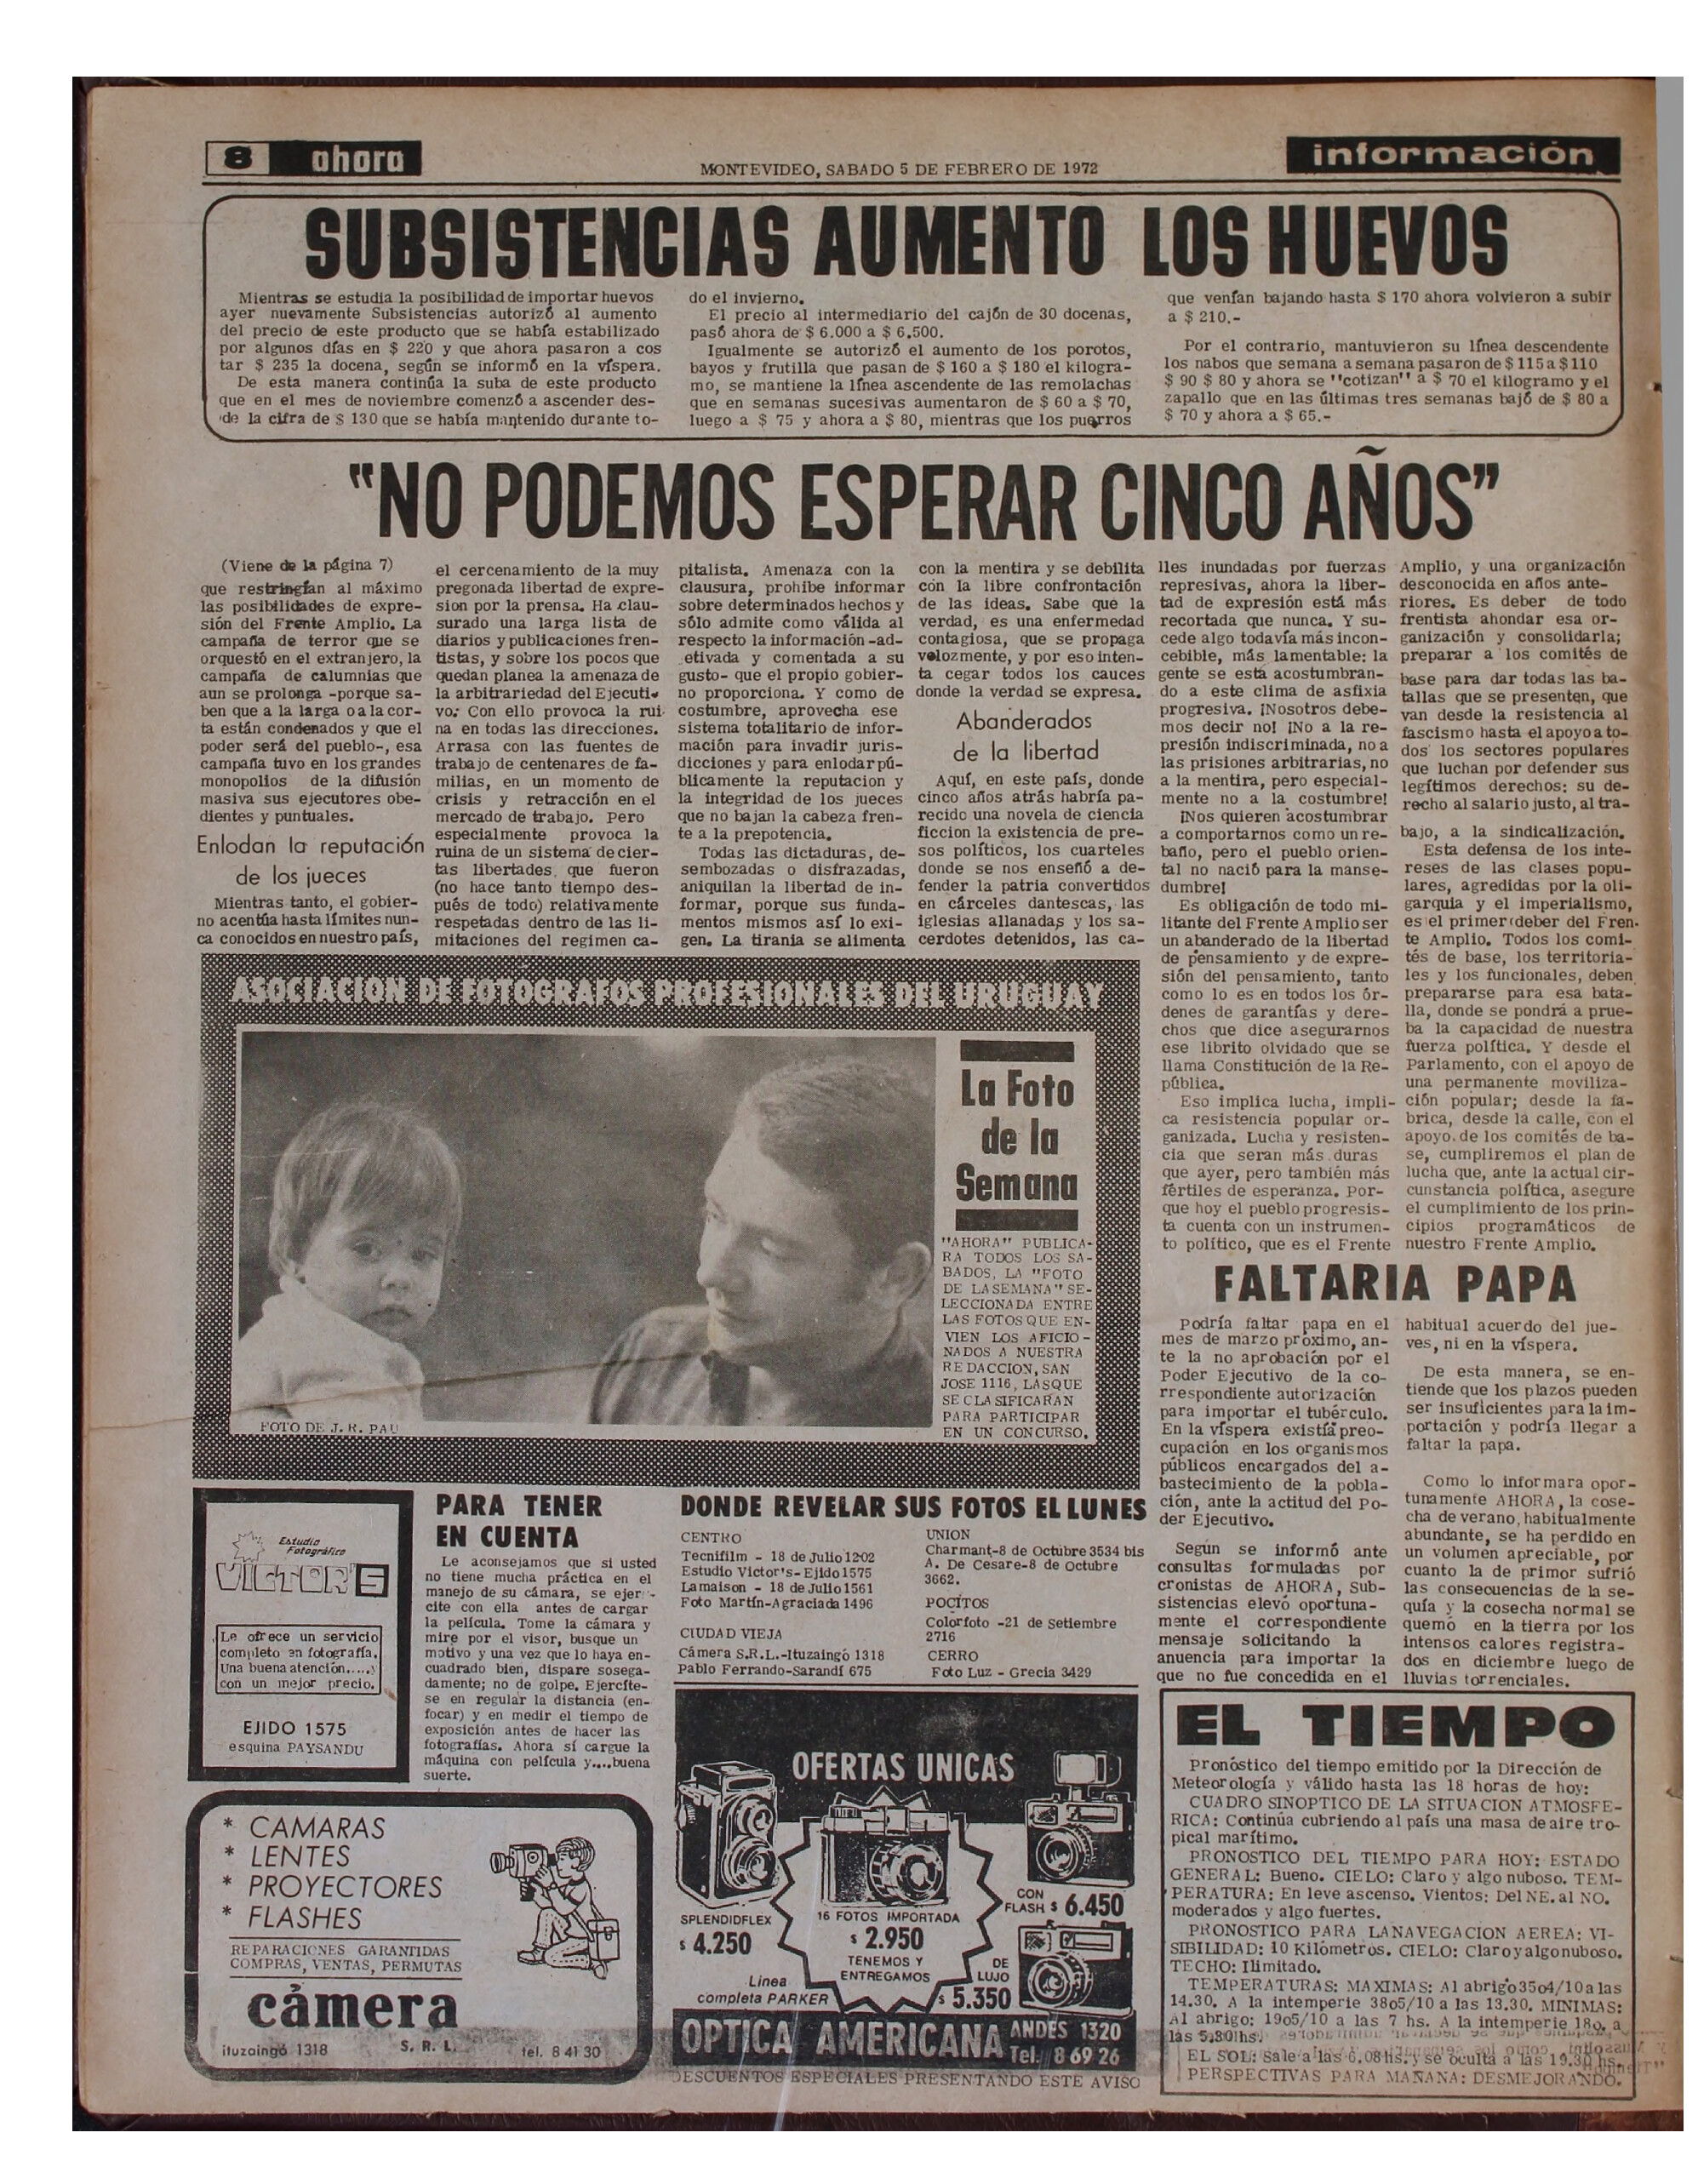 8 ahora
MONTEVIDEO, SABADO 5 DE FEBRERO DE 1972
información
SUBSISTENCIAS AUMENTO LOS HUEVOS
Mientras se estudia la posibilidad de importar huevos
ayer nuevamente Subsistencias autorizó al aumento
del precio de este producto que se había estabilizado
por algunos días en $ 220 y que ahora pasaron a cos
tar $ 235 la docena, según se informó en la víspera.
De esta manera continúa la suba de este producto
que en el mes de noviembre comenzó a ascender des-
de la cifra de $ 130 que se había mantenido durante to-
do el invierno.
El precio al intermediario del cajón de 30 docenas,
pasó ahora de $ 6.000 a $ 6.500.
Igualmente se autorizó el aumento de los porotos,
bayos y frutilla que pasan de $ 160 a $ 180 el kilogra-
mo, se mantiene la línea ascendente de las remolachas
que en semanas sucesivas aumentaron de $ 60 a $ 70,
luego a $ 75 y ahora a $ 80, mientras que los puerros
que venían bajando hasta $ 170 ahora volvieron a subir
a $ 210.-
Por el contrario, mantuvieron su línea descendente
los nabos que semana a semana pasaron de $ 115 a $ 110
$ 90 $ 80 y ahora se "cotizan" a $ 70 el kilogramo y el
zapallo que en las últimas tres semanas bajó de $ 80 a
$ 70 y ahora a $ 65.-
"NO PODEMOS ESPERAR CINCO AÑOS"
(Viene de la página 7)
que restringían al máximo
las posibilidades de expre-
sión del Frente Amplio. La
campaña de terror que se
orquestó en el extranjero, la
campaña de calumnias que
aun se prolonga -porque sa-
ben que a la larga o a la cor-
ta están condenados y que el
poder será del pueblo-, esa
campaña tuvo en los grandes
monopolios de la difusión
masiva sus ejecutores obe-
dientes y puntuales.
Enlodan la reputación
de los jueces
Mientras tanto, el gobier-
no acentúa hasta límites nun-
ca conocidos en nuestro país,
el cercenamiento de la muy
pregonada libertad de expre-
sion por la prensa. Ha clau-
surado una larga lista de
diarios y publicaciones fren-
tistas, y sobre los pocos que
quedan planea la amenaza de
la arbitrariedad del Ejecuti-
vo. Con ello provoca la rui-
na en todas las direcciones.
Arrasa con las fuentes de
trabajo de centenares de fa-
milias, en un momento de
crisis y retracción en el
mercado de trabajo. Pero
especialmente provoca la
ruina de un sistema de cier-
tas libertades que fueron
(no hace tanto tiempo des-
pués de todo) relativamente
respetadas dentro de las li-
mitaciones del regimen ca-
pitalista. Amenaza con la
clausura, prohíbe informar
sobre determinados hechos y
sólo admite como válida al
respecto la información -ad-
etivada y comentada a su
gusto- que el propio gobier-
no proporciona. Y como de
costumbre, aprovecha ese
sistema totalitario de infor-
mación para invadir juris-
dicciones y para enlodar pú-
blicamente la reputacion y
la integridad de los jueces
que no bajan la cabeza fren-
te a la prepotencia.
Todas las dictaduras, de-
sembozadas o disfrazadas,
aniquilan la libertad de in-
formar, porque sus funda-
mentos mismos así lo exi-
gen. La tirania se alimenta
con la mentira y se debilita
con la libre confrontación
de las ideas. Sabe que la
verdad, es una enfermedad
contagiosa, que se propaga
velozmente, y por eso inten-
ta cegar todos los cauces
donde la verdad se expresa.
Abanderados
de la libertad
Aquí, en este país, donde
cinco años atrás habría pa-
recido una novela de ciencia
ficcion la existencia de pre-
sos políticos, los cuarteles
donde se nos enseñó a de-
fender la patria convertidos
en cárceles dantescas, las
iglesias allanadas y los sa-
cerdotes detenidos, las ca-
lles inundadas por fuerzas
represivas, ahora la liber-
tad de expresión está más
recortada que nunca. Y su-
cede algo todavía más incon-
cebible, más lamentable: la
gente se está acostumbran-
do a este clima de asfixia
progresiva. ¡Nosotros debe-
mos decir no! ¡No a la re-
presión indiscriminada, no a
las prisiones arbitrarias, no
a la mentira, pero especial-
mente no a la costumbre!
¡Nos quieren acostumbrar
a comportarnos como un re-
baño, pero el pueblo orien-
tal no nació para la manse-
dumbre!
Es obligación de todo mi-
litante del Frente Amplio ser
un abanderado de la libertad
de pensamiento y de expre-
sión del pensamiento, tanto
como lo es en todos los ór-
denes de garantías y dere-
chos que dice asegurarnos
ese librito olvidado que se
llama Constitución de la Re-
pública.
Eso implica lucha, impli-
ca resistencia popular or-
ganizada. Lucha y resisten-
cia que seran más duras
que ayer, pero también más
fértiles de esperanza. Por-
que hoy el pueblo progresis-
ta cuenta con un instrumen-
to político, que es el Frente
Amplio, y una organización
desconocida en años ante-
riores. Es deber de todo
frentista ahondar esa or-
ganización y consolidarla;
preparar a los comités de
base para dar todas las ba-
tallas que se presenten, que
van desde la resistencia al
fascismo hasta el apoyo a to-
dos los sectores populares
que luchan por defender sus
legítimos derechos: su de-
recho al salario justo, al tra-
bajo, a la sindicalización.
Esta defensa de los inte-
reses de las clases popu-
lares, agredidas por la oli-
garquia y el imperialismo,
es el primer deber del Fren-
te Amplio. Todos los comi-
tés de base, los territoria-
les y los funcionales, deben
prepararse para esa bata-
lla, donde se pondrá a prue-
ba la capacidad de nuestra
fuerza política. Y desde el
Parlamento, con el apoyo de
una permanente moviliza-
ción popular; desde la fa-
brica, desde la calle, con el
apoyo de los comités de ba-
se, cumpliremos el plan de
lucha que, ante la actual cir-
cunstancia política, asegure
el cumplimiento de los prin-
cipios programáticos de
nuestro Frente Amplio.
ASOCIACION DE FOTOGRAFOS PROFESIONALES DEL URUGUAY
La Foto
de la
Semana
"AHORA" PUBLICA-
RA TODOS LOS SA-
BADOS, LA "FOTO
DE LA SEMANA" SE-
LECCIONADA ENTRE
LAS FOTOS QUE EN-
VIEN LOS AFICIO-
NADOS A NUESTRA
REDACCION, SAN
JOSE 1116, LAS QUE
SE CLASIFICARAN
PARA PARTICIPAR
EN UN CONCURSO.
FOTO DE J. R. PAU
FALTARIA PAPA
Podría faltar papa en el
mes de marzo próximo, an-
te la no aprobación por el
Poder Ejecutivo de la co-
rrespondiente autorización
para importar el tubérculo.
En la víspera existía preo-
cupación en los organismos
públicos encargados del a-
bastecimiento de la pobla-
ción, ante la actitud del Po-
der Ejecutivo.
Según se informó ante
consultas formuladas por
cronistas de AHORA, Sub-
sistencias elevó oportuna-
mente el correspondiente
mensaje solicitando la
anuencia para importar la
que no fue concedida en el
habitual acuerdo del jue-
ves, ni en la víspera.
De esta manera, se en-
tiende que los plazos pueden
ser insuficientes para la im-
portación y podría llegar a
faltar la papa.
Como lo informara opor-
tunamente AHORA, la cose-
cha de verano, habitualmente
abundante, se ha perdido en
un volumen apreciable, por
cuanto la de primor sufrió
las consecuencias de la se-
quía y la cosecha normal se
quemó en la tierra por los
intensos calores registra-
dos en diciembre luego de
lluvias torrenciales.
Estudio
Fotográfico
VICTOR'S
Le ofrece un servicio
completo en fotografía.
Una buena atención.....y
con un mejor precio.
EJIDO 1575
esquina PAYSANDU
PARA TENER
EN CUENTA
Le aconsejamos que si usted
no tiene mucha práctica en el
manejo de su cámara, se ejer-
cite con ella antes de cargar
la película. Tome la cámara y
mire por el visor, busque un
motivo y una vez que lo haya en-
cuadrado bien, dispare sosega-
damente; no de golpe. Ejercíte-
se en regular la distancia (en-
focar) y en medir el tiempo de
exposición antes de hacer las
fotografías. Ahora sí cargue la
máquina con película y....buena
suerte.
DONDE REVELAR SUS FOTOS EL LUNES
CENTRO
Tecnifilm - 18 de Julio 1202
Estudio Victor's- Ejido 1575
Lamaison - 18 de Julio 1561
Foto Martín-Agraciada 1496
CIUDAD VIEJA
Cámera S.R.L.-Ituzaingó 1318
Pablo Ferrando-Sarandí 675
UNION
Charmant-8 de Octubre 3534 bis
A. De Cesare-8 de Octubre
3662.
POCITOS
Colorfoto -21 de Setiembre
2716
CERRO
Foto Luz - Grecia 3429
* CAMARAS
* LENTES
* PROYECTORES
* FLASHES
REPARACIONES GARANTIDAS
COMPRAS, VENTAS, PERMUTAS
cámera
S. R. L.
ituzaingó 1318
tel. 8 41 30
OFERTAS UNICAS
SPLENDIDFLEX
$ 4.250
16 FOTOS IMPORTADA
$ 2.950
TENEMOS Y
ENTREGAMOS
CON
FLASH $ 6.450
DE
LUJO
$ 5.350
Linea
completa PARKER
OPTICA AMERICANA
ANDES 1320
Tel. 8 69 26
DESCUENTOS ESPECIALES PRESENTANDO ESTE AVISO
EL TIEMPO
Pronóstico del tiempo emitido por la Dirección de
Meteorología y válido hasta las 18 horas de hoy:
CUADRO SINOPTICO DE LA SITUACION ATMOSFE-
RICA: Continúa cubriendo al país una masa de aire tro-
pical marítimo.
PRONOSTICO DEL TIEMPO PARA HOY: ESTADO
GENERAL: Bueno. CIELO: Claro y algo nuboso. TEM-
PERATURA: En leve ascenso. Vientos: Del NE. al NO.
moderados y algo fuertes.
PRONOSTICO PARA LA NAVEGACION AEREA: VI-
SIBILIDAD: 10 Kilómetros. CIELO: Claro y algo nuboso.
TECHO: Ilimitado.
TEMPERATURAS: MAXIMAS: Al abrigo 35o4/10 a las
14.30. A la intemperie 38o5/10 a las 13.30. MINIMAS:
Al abrigo: 19o5/10 a las 7 hs. A la intemperie 18o. a
las 5.30 hs.
EL SOL: Sale a las 6.08 hs. y se oculta a las 19.30 hs.
PERSPECTIVAS PARA MAÑANA: DESMEJORANDO.